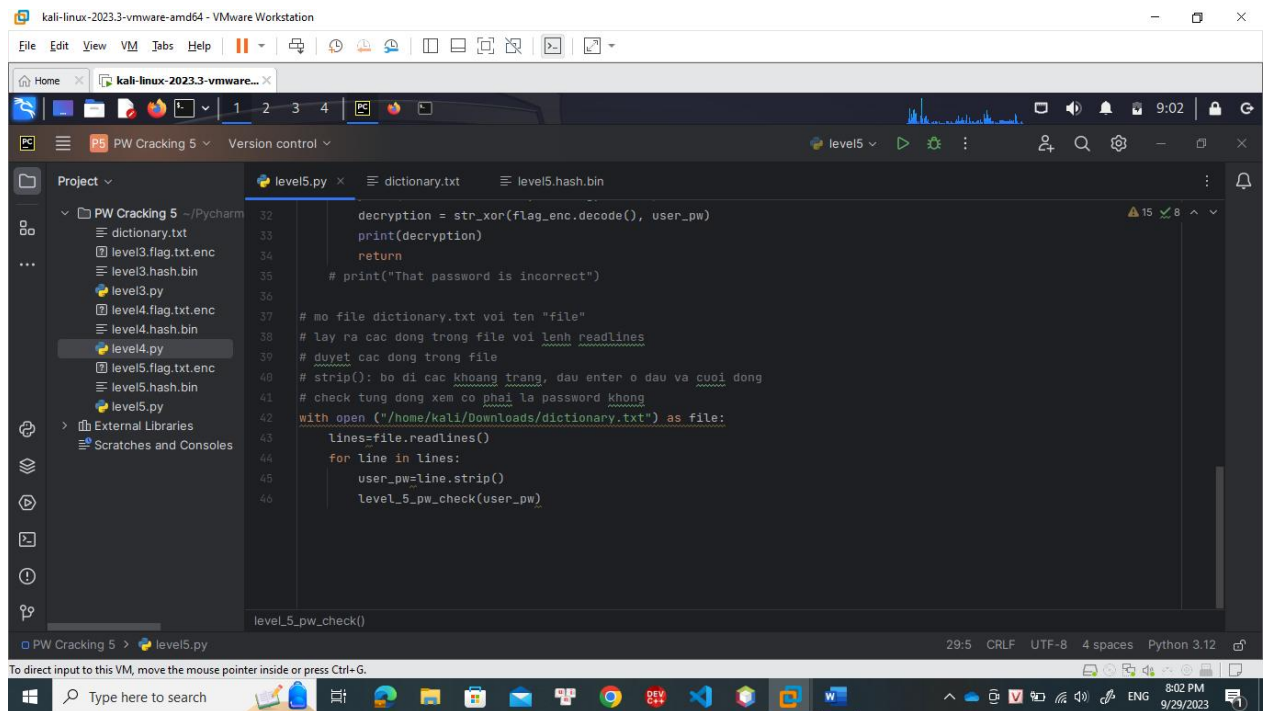 kali-linux-2023.3-vmware-amd64 - VMware Workstation
File Edit View VM Tabs Help
Home kali-linux-2023.3-vmware...
1 2 3 4 PC 9:02
PC P5 PW Cracking 5 Version control level5
Project level5.py dictionary.txt level5.hash.bin
PW Cracking 5 ~/Pycharm
dictionary.txt
level3.flag.txt.enc
level3.hash.bin
level3.py
level4.flag.txt.enc
level4.hash.bin
level4.py
level5.flag.txt.enc
level5.hash.bin
level5.py
External Libraries
Scratches and Consoles
15 8
32 decryption = str_xor(flag_enc.decode(), user_pw)
33 print(decryption)
34 return
35 # print("That password is incorrect")
36
37 # mo file dictionary.txt voi ten "file"
38 # lay ra cac dong trong file voi lenh readlines
39 # duyet cac dong trong file
40 # strip(): bo di cac khoang trang, dau enter o dau va cuoi dong
41 # check tung dong xem co phai la password khong
42 with open ("/home/kali/Downloads/dictionary.txt") as file:
43 lines=file.readlines()
44 for line in lines:
45 user_pw=line.strip()
46 level_5_pw_check(user_pw)
level_5_pw_check()
PW Cracking 5 > level5.py 29:5 CRLF UTF-8 4 spaces Python 3.12
To direct input to this VM, move the mouse pointer inside or press Ctrl+G.
Type here to search DEV C++ W V ENG 8:02 PM
9/29/2023 1